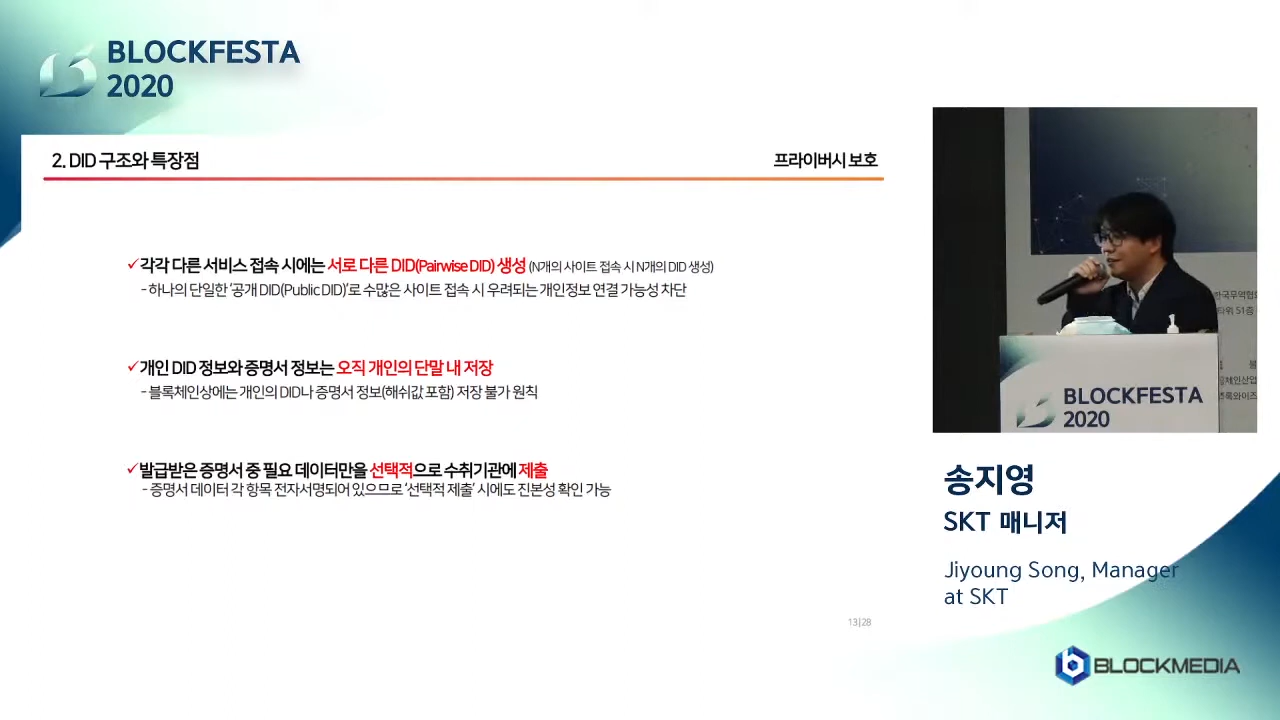 BLOCKFESTA
2020
2. DID 구조와 특장점
프라이버시 보호
✓각각 다른 서비스 접속 시에는 서로 다른 DID(Pairwise DID) 생성 (N개의 사이트 접속 시 N개의 DID 생성)
- 하나의 단일한 ‘공개 DID(Public DID)’로 수많은 사이트 접속 시 우려되는 개인정보 연결 가능성 차단
✓개인 DID 정보와 증명서 정보는 오직 개인의 단말 내 저장
- 블록체인상에는 개인의 DID나 증명서 정보(해쉬값 포함) 저장 불가 원칙
✓발급받은 증명서 중 필요 데이터만을 선택적으로 수취기관에 제출
- 증명서 데이터 각 항목 전자서명되어 있으므로 ‘선택적 제출’ 시에도 진본성 확인 가능
13|28
한국무역협회
타워 51층
BLOCKFESTA
2020
송지영
SKT 매니저
Jiyoung Song, Manager
at SKT
BLOCKMEDIA